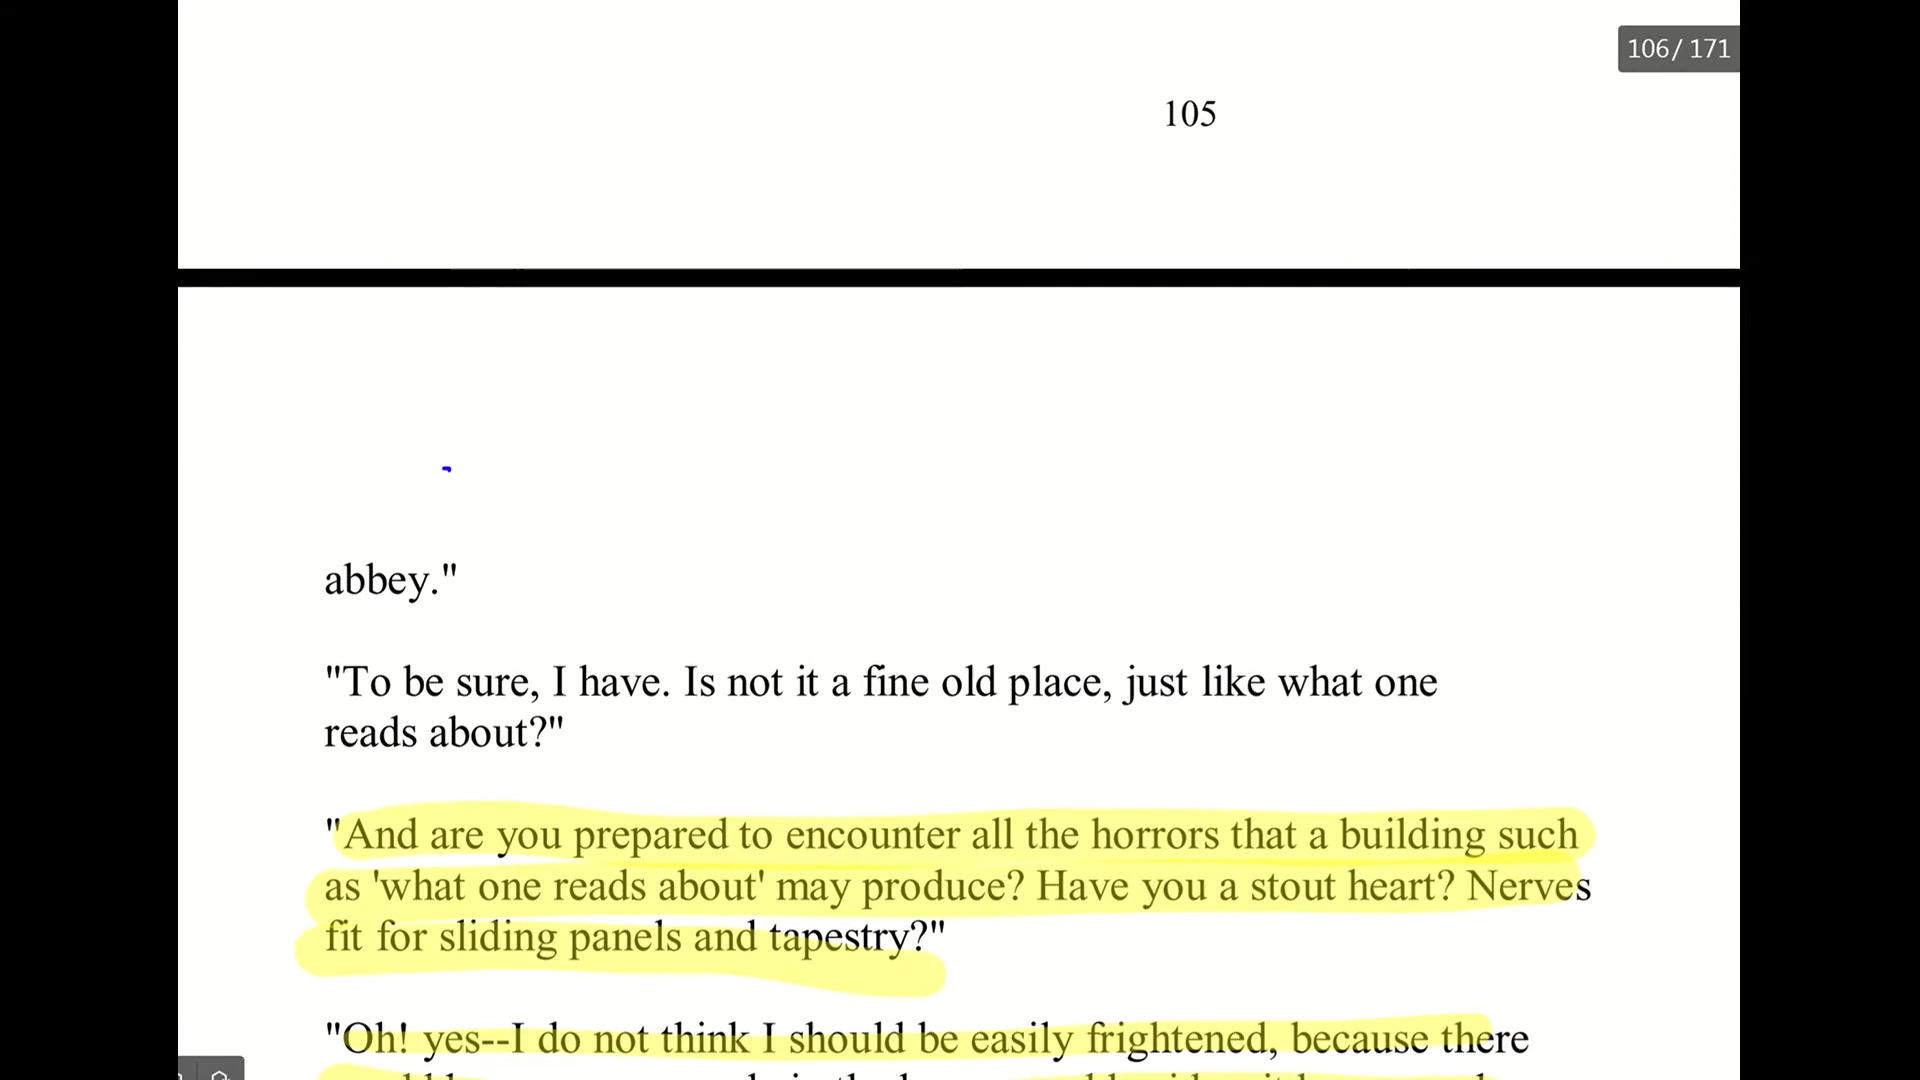 106/ 171
105
abbey."
"To be sure, I have. Is not it a fine old place, just like what one
reads about?"
"And are you prepared to encounter all the horrors that a building such
as 'what one reads about' may produce? Have you a stout heart? Nerves
fit for sliding panels and tapestry?"
"Oh! yes--I do not think I should be easily frightened, because there